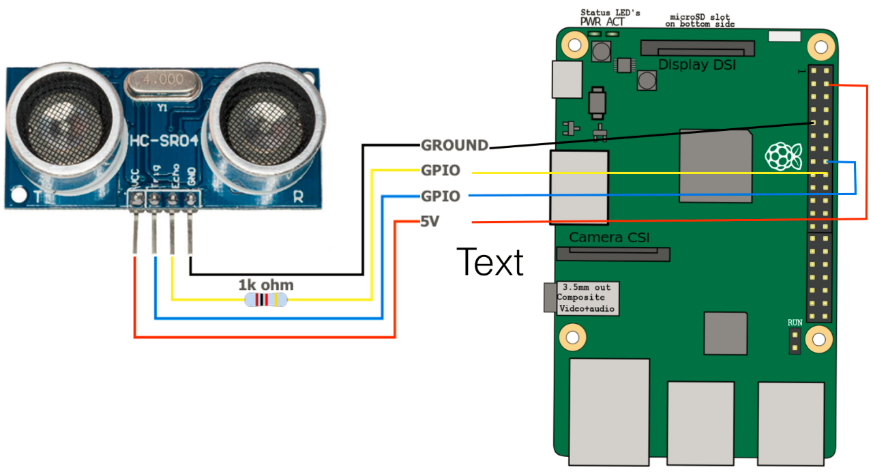 Status LED's
PWR ACT
microSD slot
on bottom side
Display DSI
4.000
Y1
HC-SR04
VCC
Trig
Echo
GND
T
R
GROUND
GPIO
GPIO
5V
Text
1k ohm
Camera CSI
3.5mm out
Composite
Video+audio
RUN